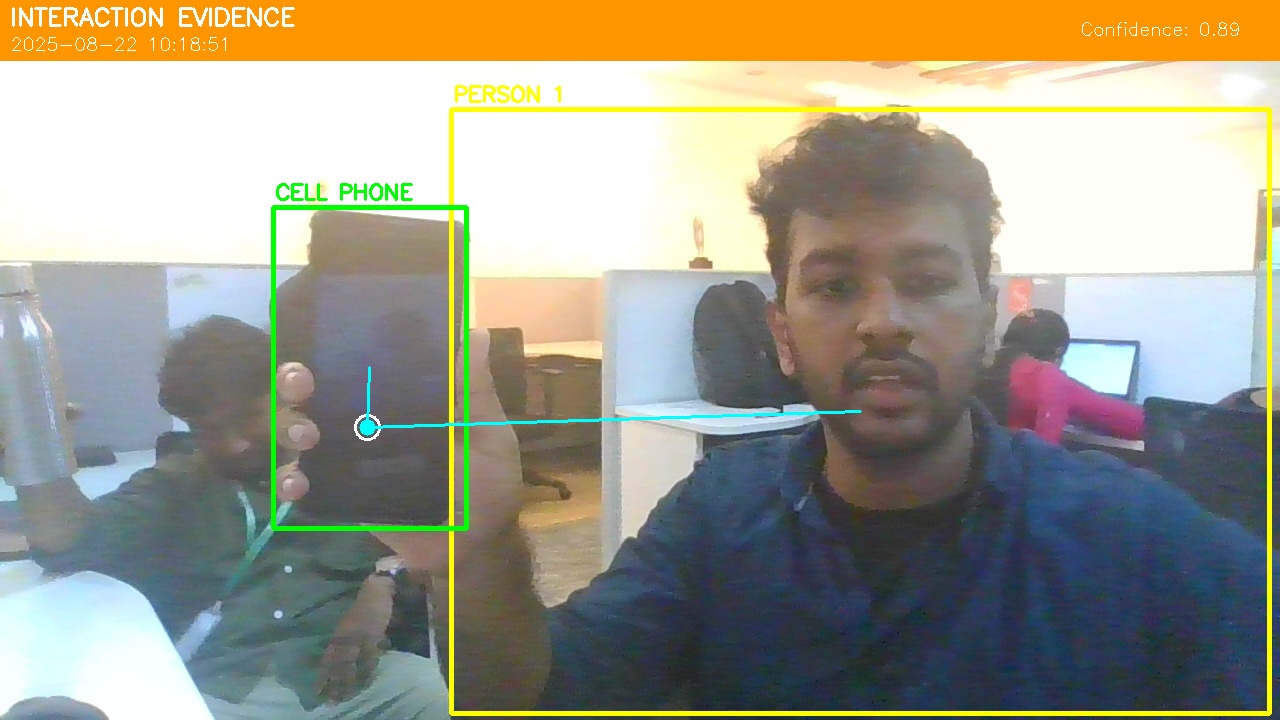 INTERACTION EVIDENCE
2025-08-22 10:18:51
Confidence: 0.89
PERSON 1
CELL PHONE